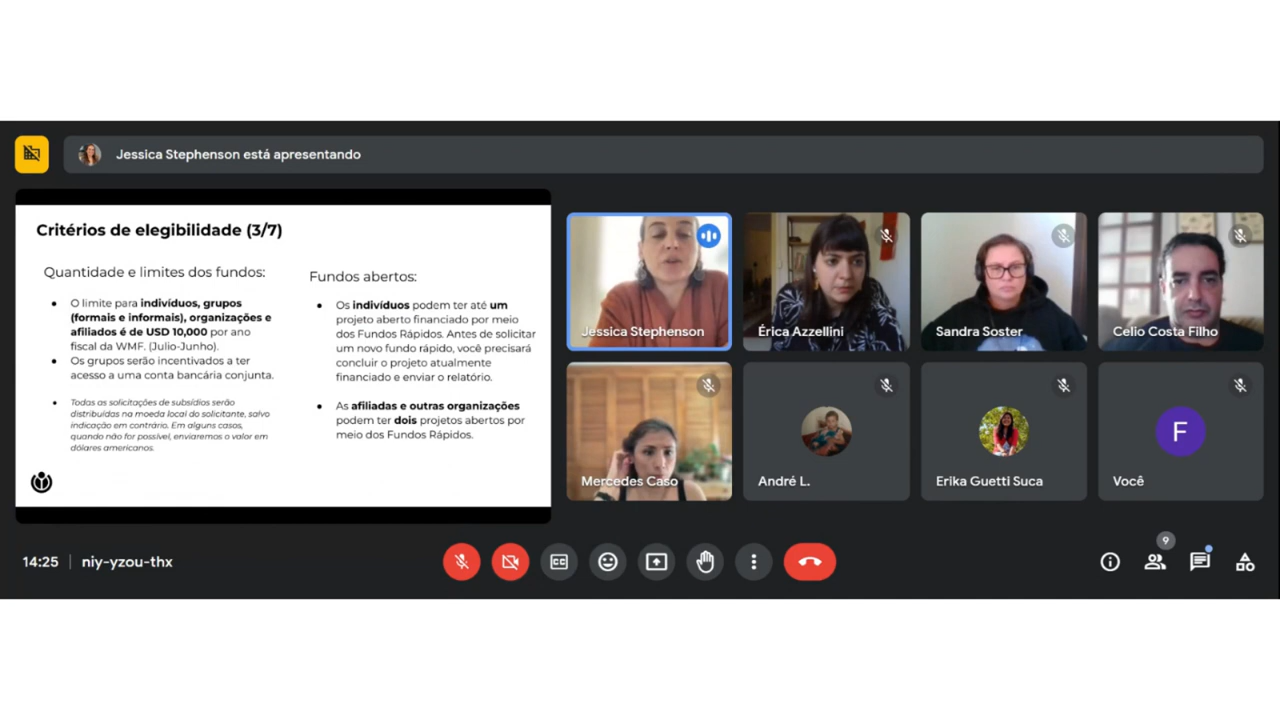 Jessica Stephenson está apresentando
Critérios de elegibilidade (3/7)
Quantidade e limites dos fundos:
O limite para indivíduos, grupos
(formais e informais), organizações e
afiliados é de USD 10,000 por ano
fiscal da WMF. (Julio-Junho).
Os grupos serão incentivados a ter
acesso a uma conta bancária conjunta.
Todas as solicitações de subsídios serão
distribuídas na moeda local do solicitante, salvo
indicação em contrário. Em alguns casos,
quando não for possível, enviaremos o valor em
dólares americanos.
Fundos abertos:
Os indivíduos podem ter até um
projeto aberto financiado por meio
dos Fundos Rápidos. Antes de solicitar
um novo fundo rápido, você precisará
concluir o projeto atualmente
financiado e enviar o relatório.
As afiliadas e outras organizações
podem ter dois projetos abertos por
meio dos Fundos Rápidos.
Jessica Stephenson
Érica Azzellini
Sandra Soster
Celio Costa Filho
Mercedes Caso
André L.
Erika Guetti Suca
F
Você
14:25 | niy-yzou-thx
CC
9